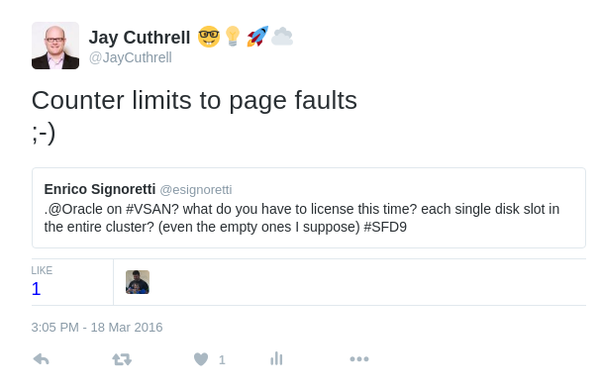 Jay Cuthrell 🤓💡🚀☁️
@JayCuthrell
Counter limits to page faults
;-)
Enrico Signoretti @esignoretti
.@Oracle on #VSAN? what do you have to license this time? each single disk slot in
the entire cluster? (even the empty ones I suppose) #SFD9
LIKE
1
3:05 PM - 18 Mar 2016
1